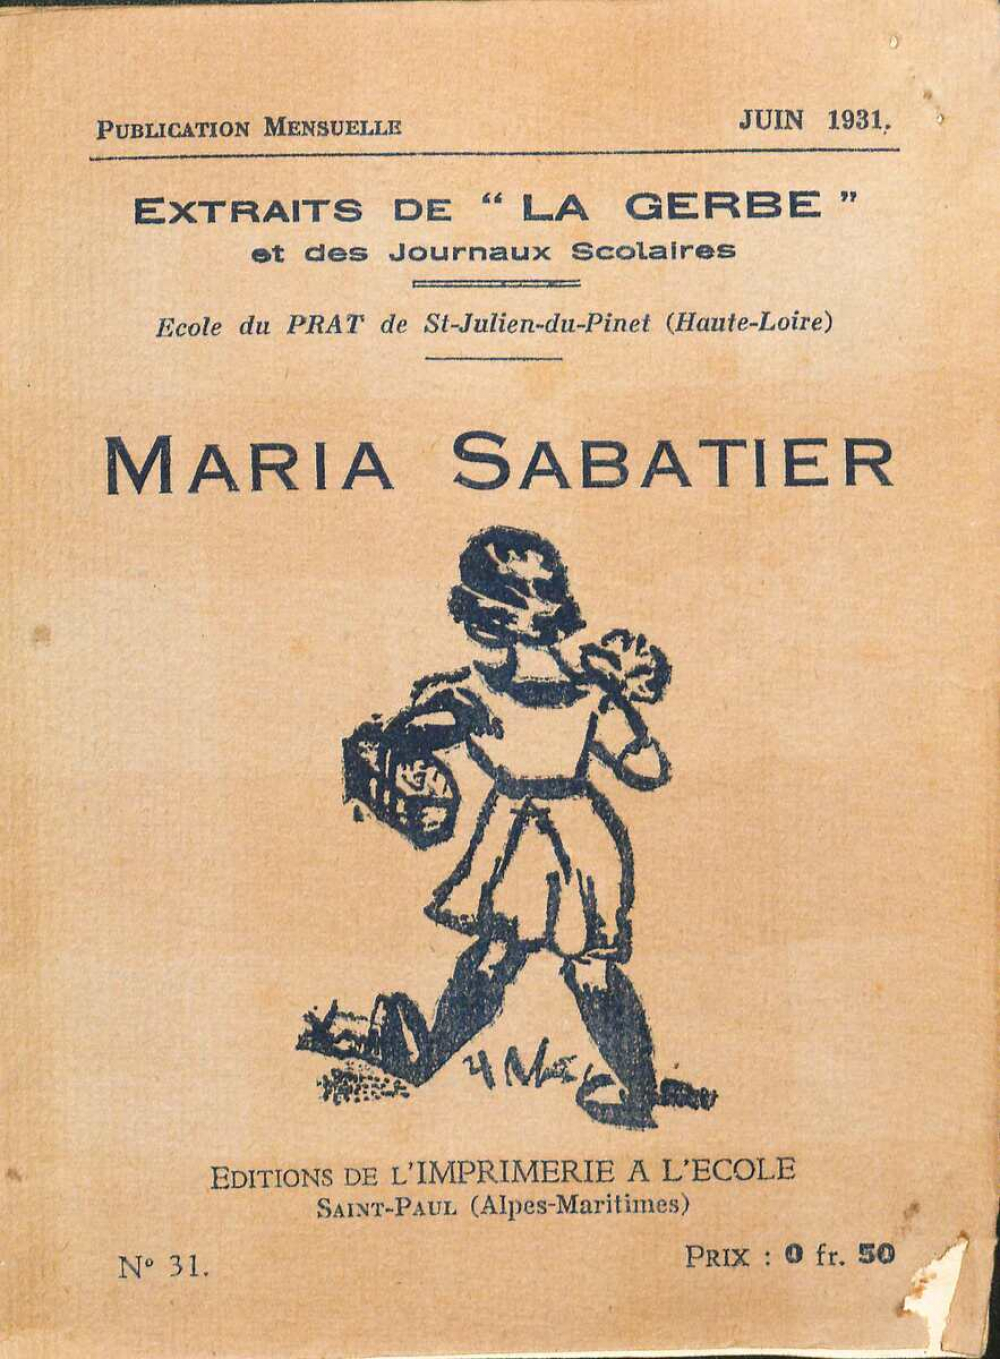 PUBLICATION MENSUELLE
JUIN 1931.
EXTRAITS DE “ LA GERBE ”
et des Journaux Scolaires
Ecole du PRAT de St-Julien-du-Pinet (Haute-Loire)
MARIA SABATIER
EDITIONS DE L'IMPRIMERIE A L'ECOLE
SAINT-PAUL (Alpes-Maritimes)
N° 31.
PRIX : 0 fr. 50